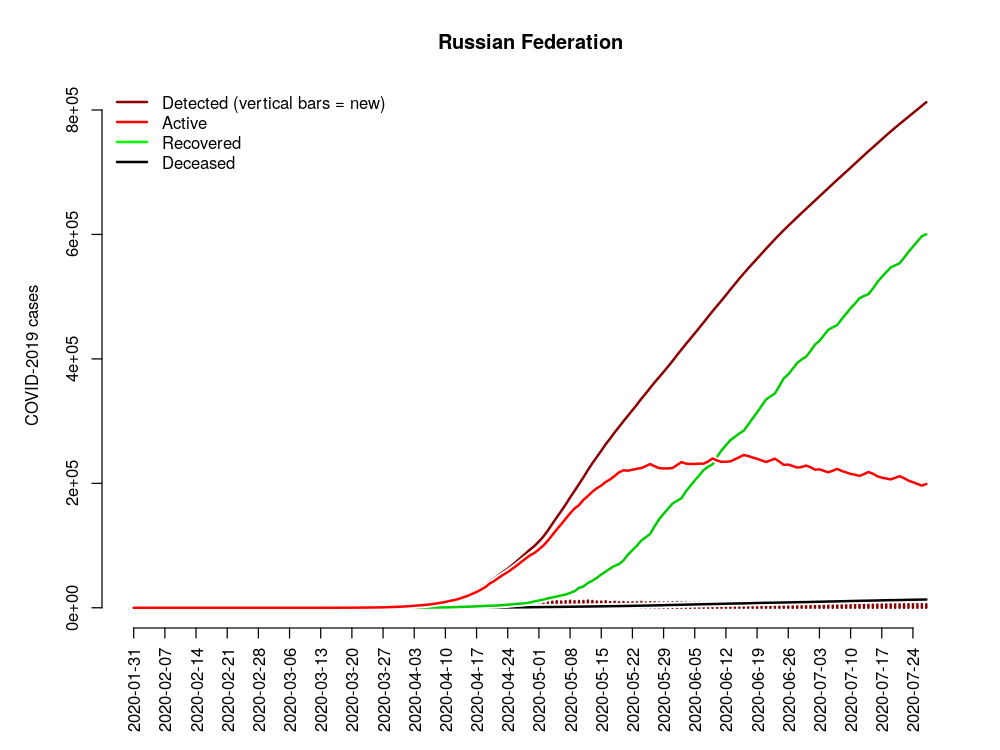 Russian Federation
Detected (vertical bars = new)
Active
Recovered
Deceased
COVID-2019 cases
8e+05
6e+05
4e+05
2e+05
0e+00
2020-01-31
2020-02-07
2020-02-14
2020-02-21
2020-02-28
2020-03-06
2020-03-13
2020-03-20
2020-03-27
2020-04-03
2020-04-10
2020-04-17
2020-04-24
2020-05-01
2020-05-08
2020-05-15
2020-05-22
2020-05-29
2020-06-05
2020-06-12
2020-06-19
2020-06-26
2020-07-03
2020-07-10
2020-07-17
2020-07-24